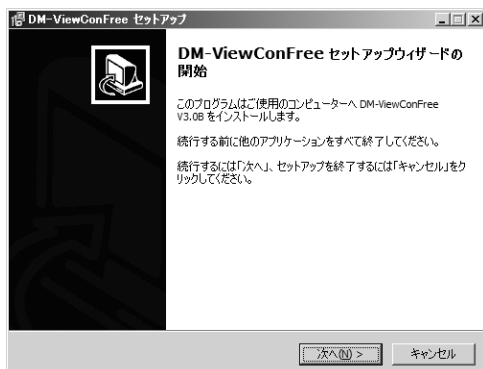 DM-ViewConFree セットアップ
DM-ViewConFree セットアップウィザードの
開始
このプログラムはご使用のコンピューターへ DM-ViewConFree
V3.0B をインストールします。
続行する前に他のアプリケーションをすべて終了してください。
続行するには「次へ」、セットアップを終了するには「キャンセル」をク
リックしてください。
次へ(N) >
キャンセル